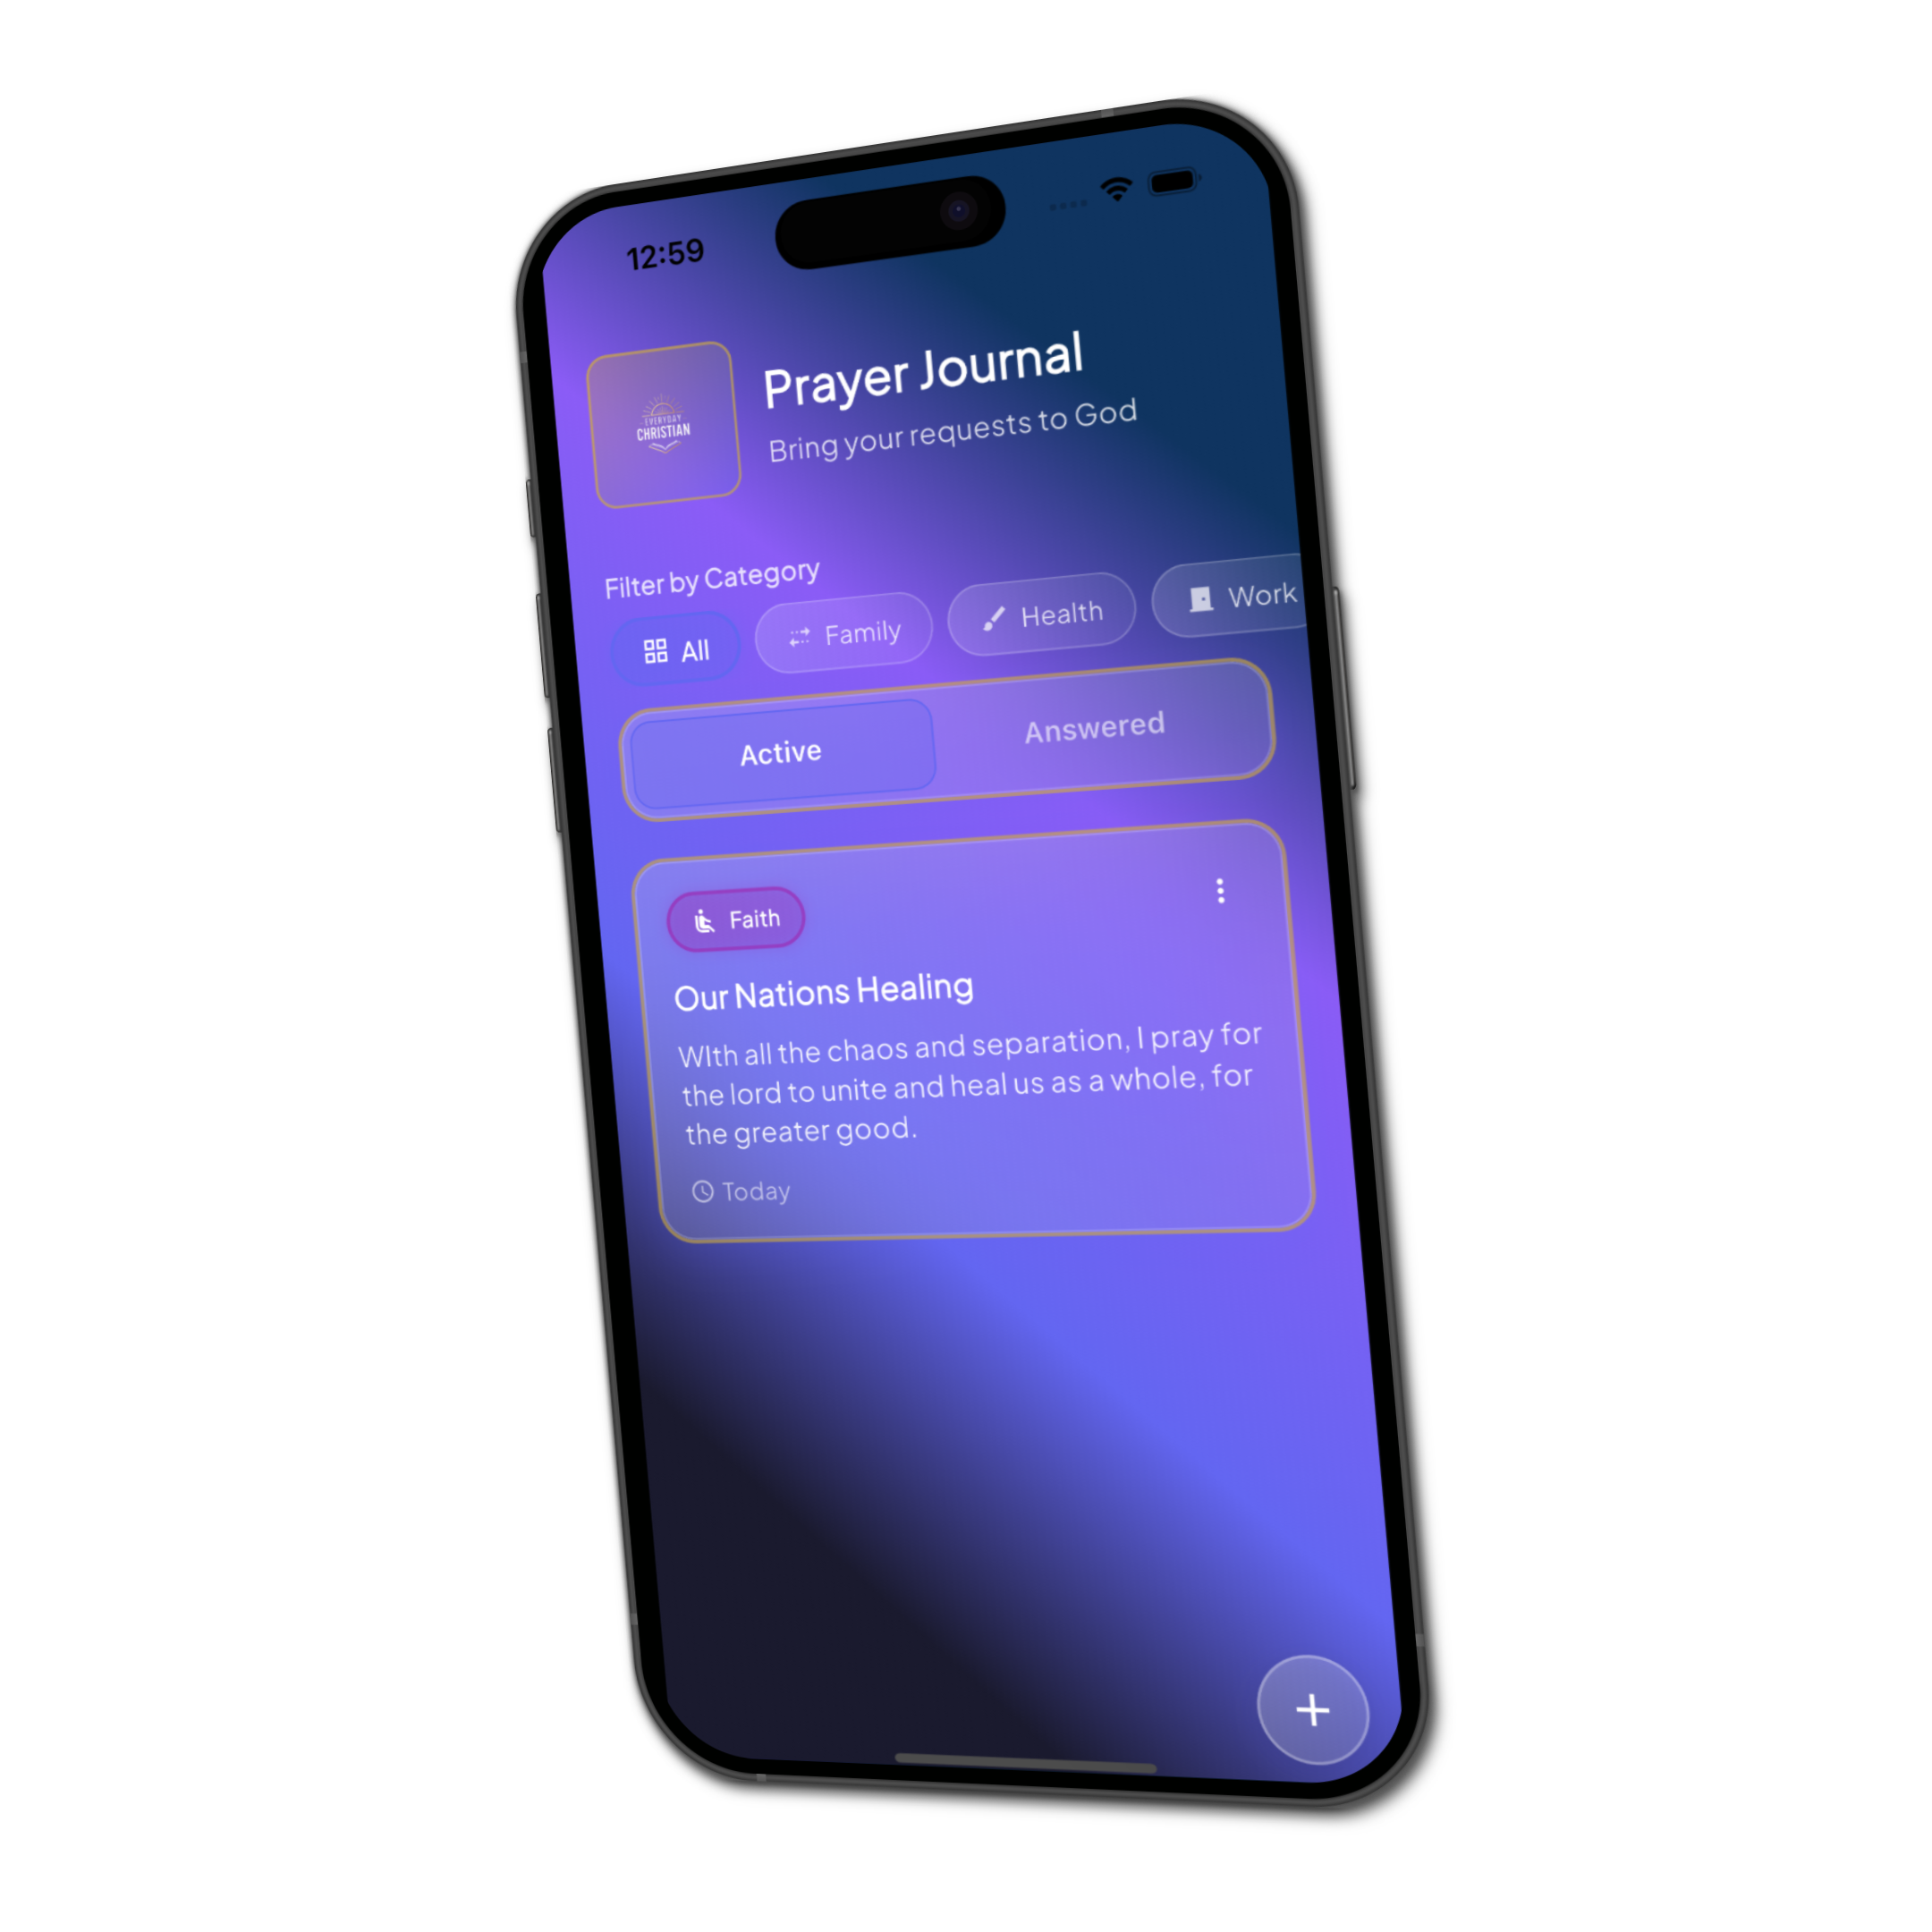 12:59
EVERYDAY
CHRISTIAN
Prayer Journal
Bring your requests to God
Filter by Category
All
Family
Health
Work
Active
Answered
Faith
Our Nations Healing
WIth all the chaos and separation, I pray for
the lord to unite and heal us as a whole, for
the greater good.
Today